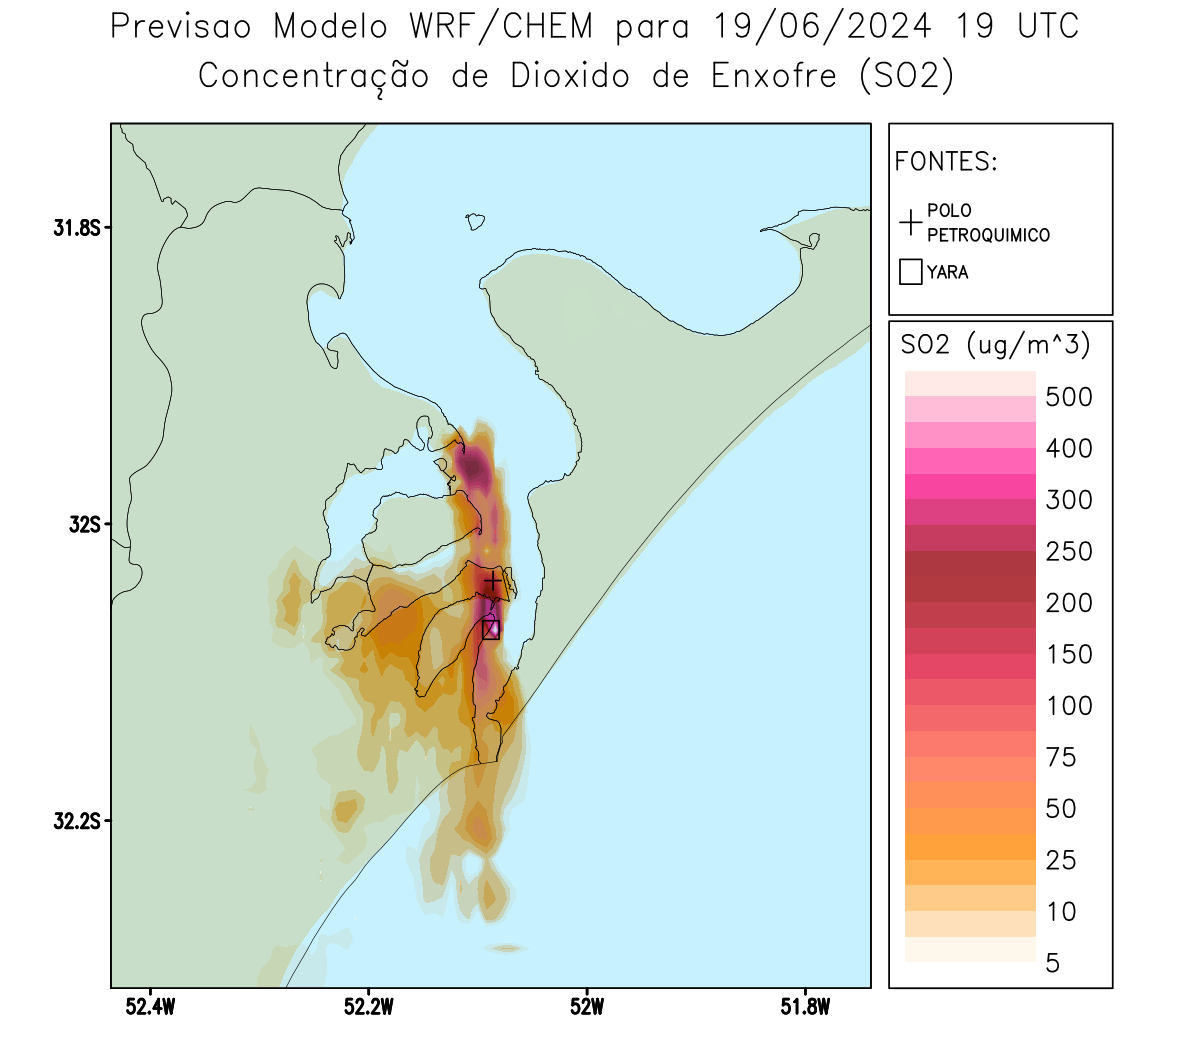 Previsao Modelo WRF/CHEM para 19/06/2024 19 UTC
Concentração de Dioxido de Enxofre (SO2)
FONTES:
POLO
PETROQUIMICO
YARA
31.8S
32S
32.2S
52.4W
52.2W
52W
51.8W
SO2 (ug/m^3)
500
400
300
250
200
150
100
75
50
25
10
5